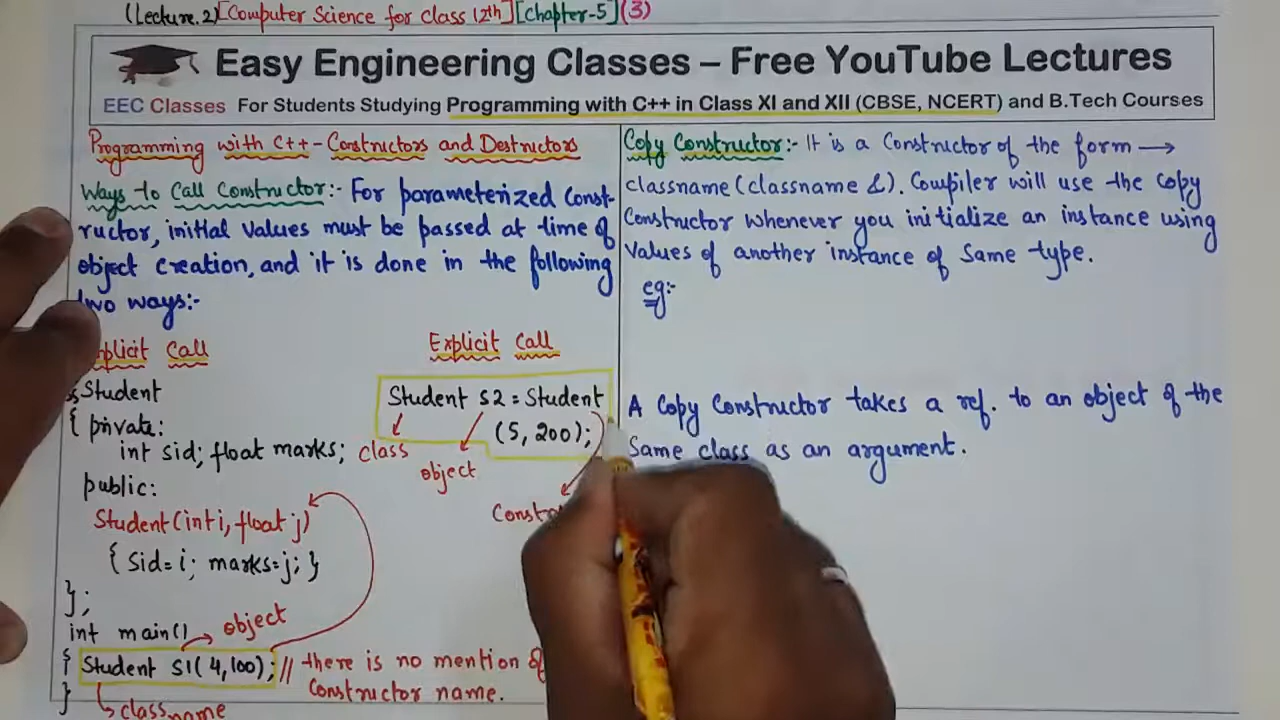 (Lecture.2)[Computer Science for Class 12th][Chapter-5](3)
Easy Engineering Classes – Free YouTube Lectures
EEC Classes For Students Studying Programming with C++ in Class XI and XII (CBSE, NCERT) and B.Tech Courses
Programming with C++ - Constructors and Destructors
Ways to Call Constructor:- For parameterized Const-
ructor, initial values must be passed at time of
object creation, and it is done in the following
two ways:-
Call
Student
{ private:
int sid; float marks;
public:
Student(int i, float j)
{ sid=i; marks=j; }
};
int main() → object
{ Student S1(4,100); // there is no mention of
Constructor name.
}
classname
Explicit Call
Student S2 = Student
(5, 200);
class
object
Copy Constructor:- It is a Constructor of the form →
classname(classname &). Compiler will use the Copy
Constructor whenever you initialize an instance using
values of another instance of Same type.
eg:-
A Copy Constructor takes a ref. to an object of the
Same class as an argument.